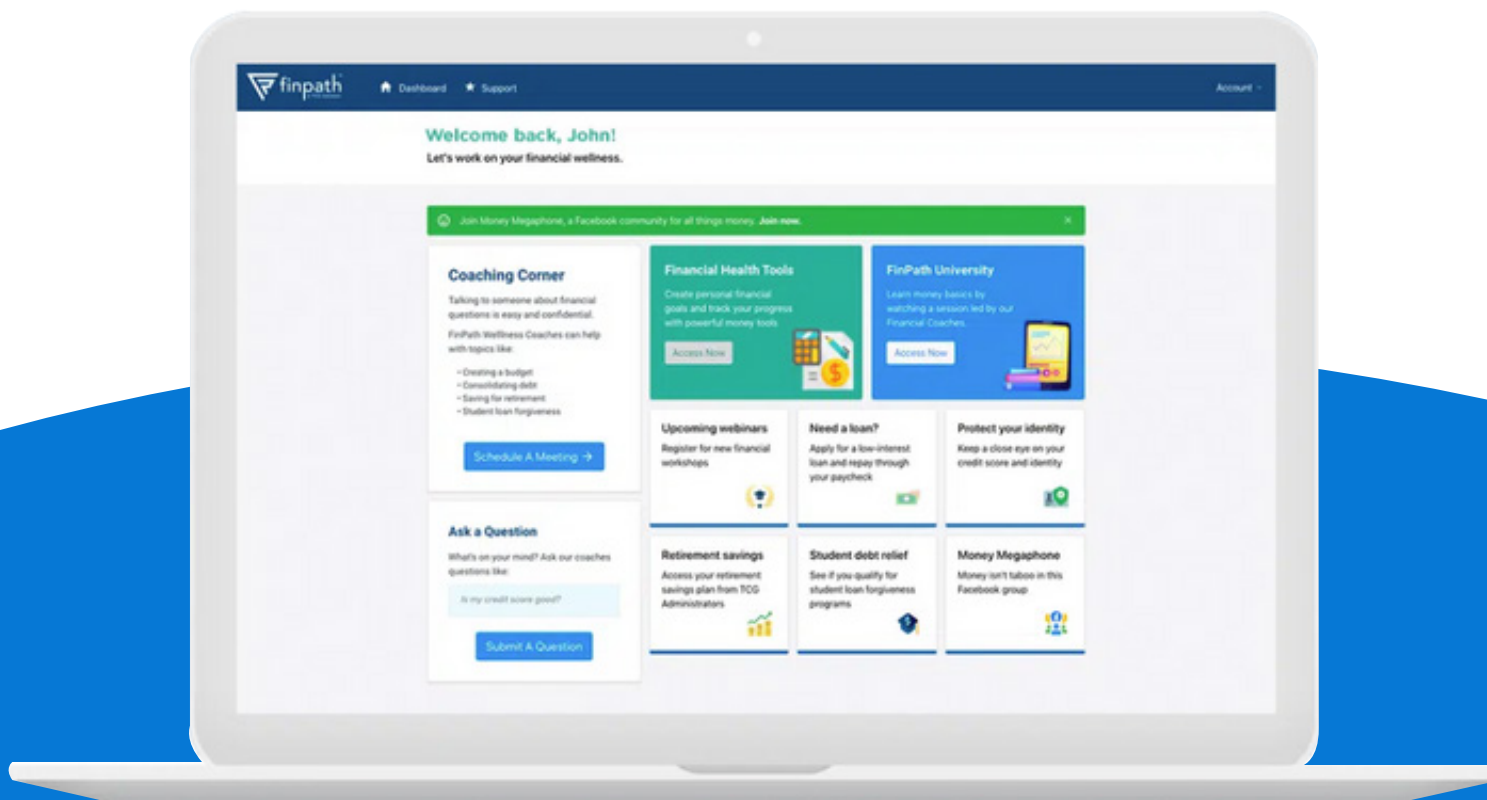 finpath
Dashboard
Support
Account
Welcome back, John!
Let's work on your financial wellness.
Join Money Megaphone, a Facebook community for all things money. Join now.
Coaching Corner
Talking to someone about financial
questions is easy and confidential.
FinPath Wellness Coaches can help
with topics like:
- Creating a budget
- Consolidating debt
- Saving for retirement
- Student loan forgiveness
Schedule A Meeting →
Ask a Question
What's on your mind? Ask our coaches
questions like:
Is my credit score good?
Submit A Question
Financial Health Tools
Create personal financial
goals and track your progress
with powerful money tools
Access Now
FinPath University
Learn money basics by
watching a session led by our
Financial Coaches.
Access Now
Upcoming webinars
Register for new financial
workshops
Need a loan?
Apply for a low-interest
loan and repay through
your paycheck
Protect your identity
Keep a close eye on your
credit score and identity
Retirement savings
Access your retirement
savings plan from TCG
Administrators
Student debt relief
See if you qualify for
student loan forgiveness
programs
Money Megaphone
Money isn't taboo in this
Facebook group